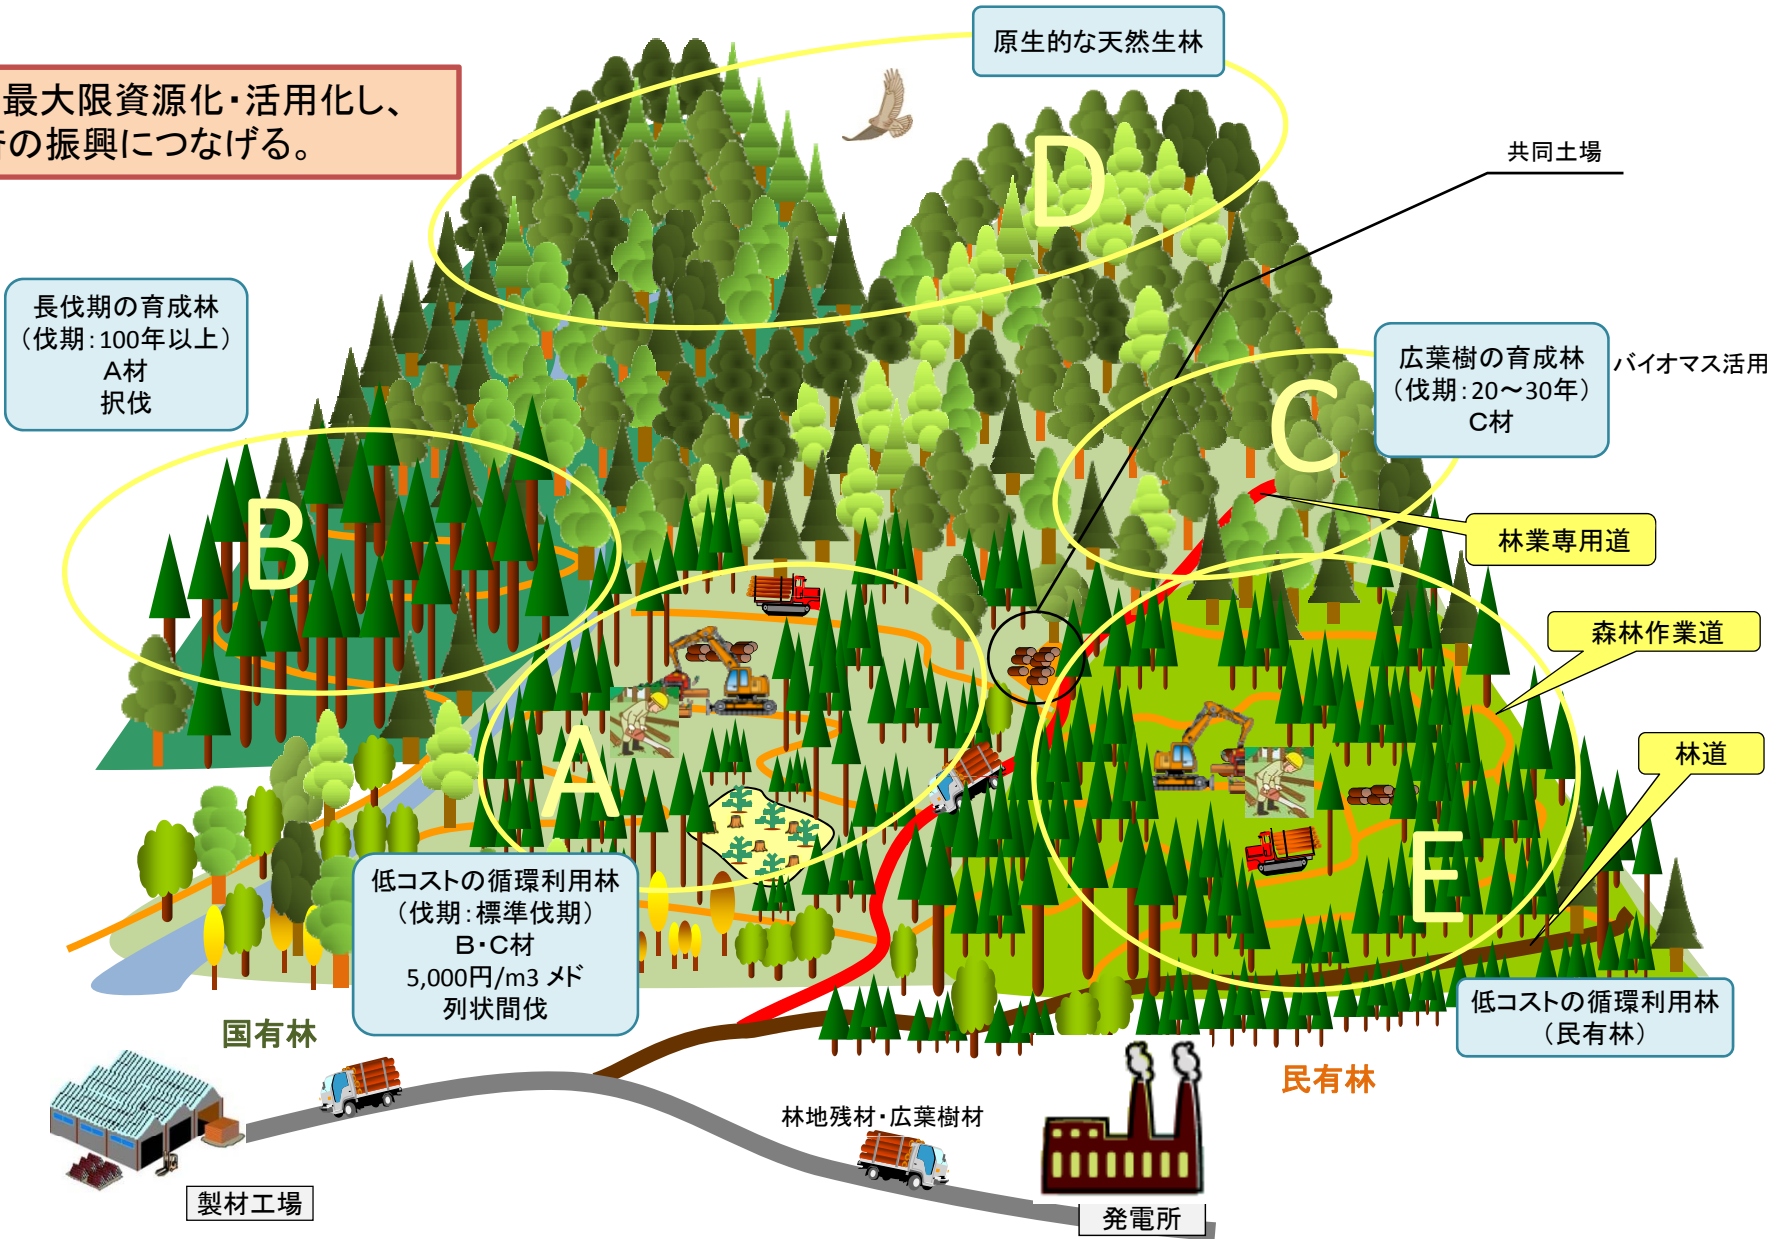 原生的な天然生林
最大限資源化・活用化し、
の振興につなげる。
D
共同土場
長伐期の育成林
（伐期：100年以上）
A材
択伐
広葉樹の育成林
（伐期：20～30年）
C材
バイオマス活用
C
B
林業専用道
森林作業道
林道
A
E
低コストの循環利用林
（伐期：標準伐期）
B・C材
5,000円/m3 メド
列状間伐
低コストの循環利用林
（民有林）
国有林
民有林
林地残材・広葉樹材
製材工場
発電所